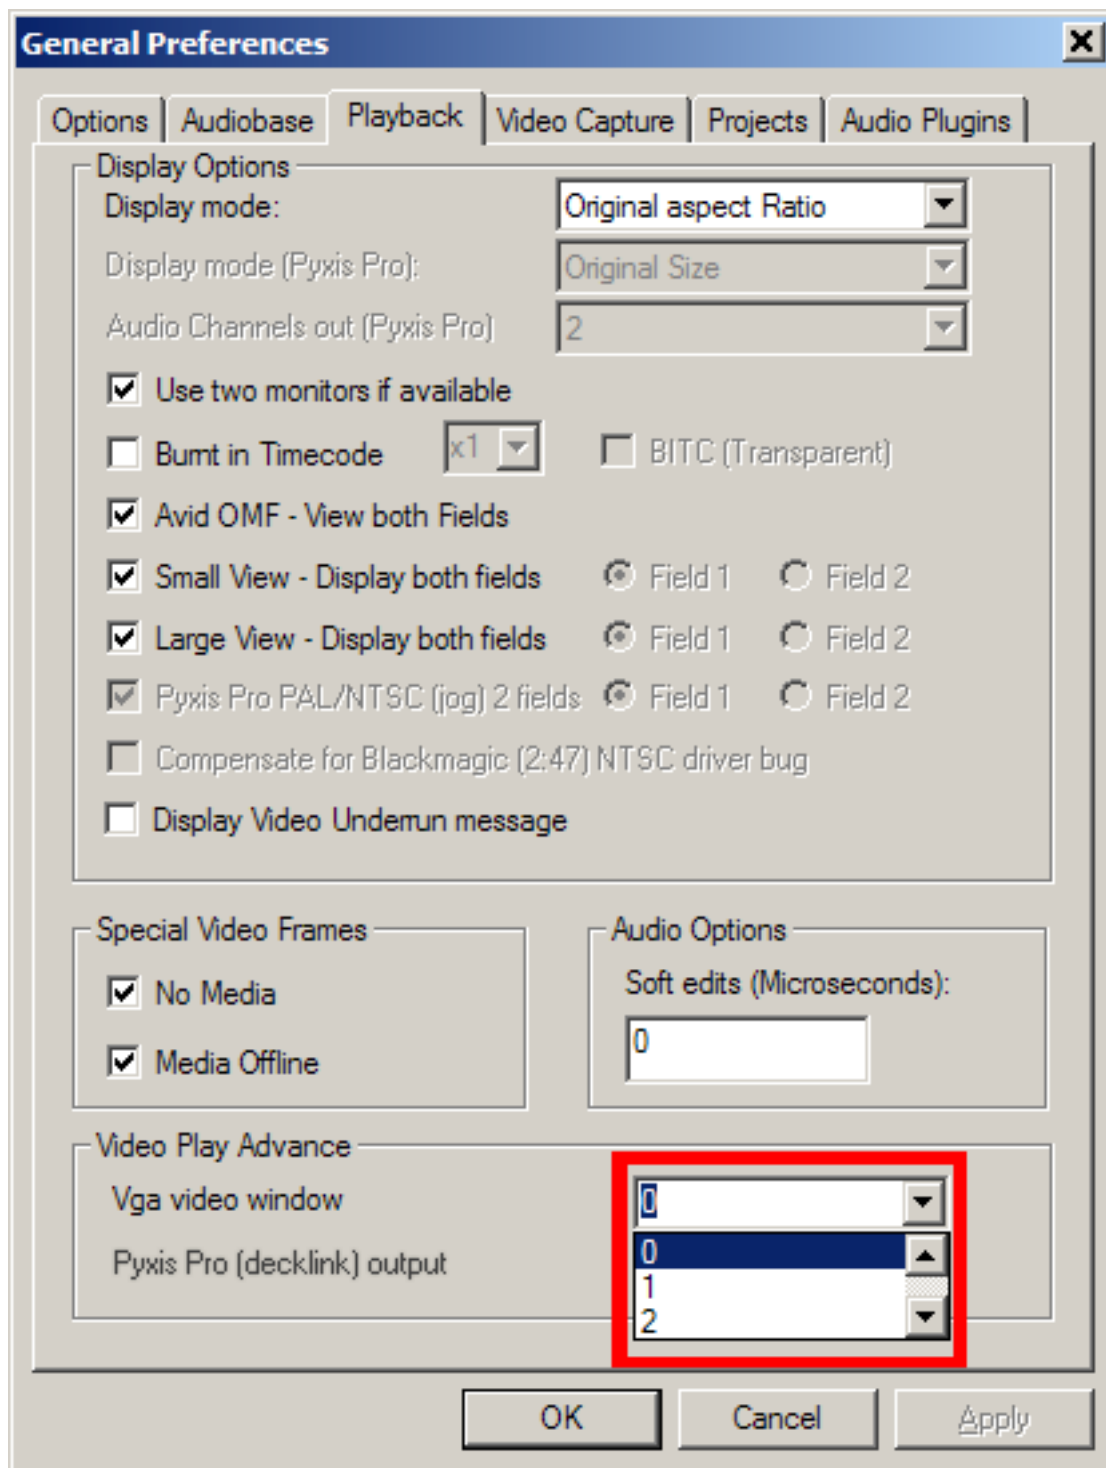 General Preferences
Options Audiobase Playback Video Capture Projects Audio Plugins
Display Options
Display mode: Original aspect Ratio
Display mode (Pyxis Pro): Original Size
Audio Channels out (Pyxis Pro) 2
Use two monitors if available
Burnt in Timecode x1 BITC (Transparent)
Avid OMF - View both Fields
Small View - Display both fields Field 1 Field 2
Large View - Display both fields Field 1 Field 2
Pyxis Pro PAL/NTSC (jog) 2 fields Field 1 Field 2
Compensate for Blackmagic (2:47) NTSC driver bug
Display Video Underrun message
Special Video Frames Audio Options
No Media Soft edits (Microseconds):
0
Media Offline
Video Play Advance
Vga video window 0
0
Pyxis Pro (decklink) output 1
2
OK Cancel Apply